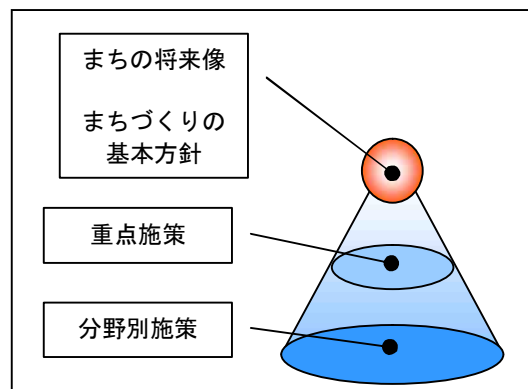 まちの将来像
まちづくりの
基本方針
重点施策
分野別施策